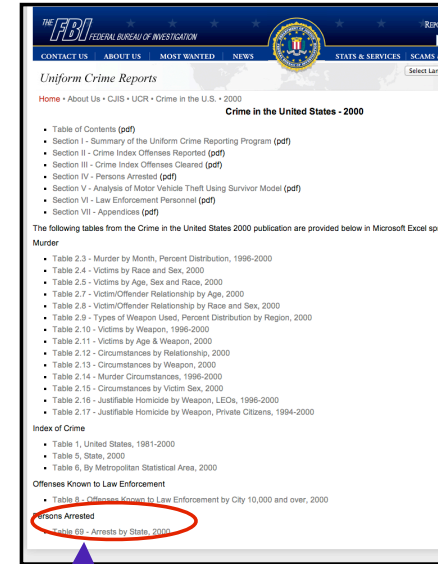 THE FBI FEDERAL BUREAU OF INVESTIGATION
CONTACT US ABOUT US MOST WANTED NEWS STATS & SERVICES SCAMS
Uniform Crime Reports
Home • About Us • CJIS • UCR • Crime in the U.S. • 2000
Crime in the United States - 2000
Table of Contents (pdf)
Section I - Summary of the Uniform Crime Reporting Program (pdf)
Section II - Crime Index Offenses Reported (pdf)
Section III - Crime Index Offenses Cleared (pdf)
Section IV - Persons Arrested (pdf)
Section V - Analysis of Motor Vehicle Theft Using Survivor Model (pdf)
Section VI - Law Enforcement Personnel (pdf)
Section VII - Appendices (pdf)
The following tables from the Crime in the United States 2000 publication are provided below in Microsoft Excel
Murder
Table 2.3 - Murder by Month, Percent Distribution, 1996-2000
Table 2.4 - Victims by Race and Sex, 2000
Table 2.5 - Victims by Age, Sex and Race, 2000
Table 2.7 - Victim/Offender Relationship by Age, 2000
Table 2.8 - Victim/Offender Relationship by Race and Sex, 2000
Table 2.9 - Types of Weapon Used, Percent Distribution by Region, 2000
Table 2.10 - Victims by Weapon, 1996-2000
Table 2.11 - Victims by Age & Weapon, 2000
Table 2.12 - Circumstances by Relationship, 2000
Table 2.13 - Circumstances by Weapon, 2000
Table 2.14 - Murder Circumstances, 1996-2000
Table 2.15 - Circumstances by Victim Sex, 2000
Table 2.16 - Justifiable Homicide by Weapon, LEOs, 1996-2000
Table 2.17 - Justifiable Homicide by Weapon, Private Citizens, 1994-2000
Index of Crime
Table 1, United States, 1981-2000
Table 5, State, 2000
Table 6, By Metropolitan Statistical Area, 2000
Offenses Known to Law Enforcement
Table 8 - Offenses Known to Law Enforcement by City 10,000 and over, 2000
Persons Arrested
Table 69 - Arrests by State, 2000